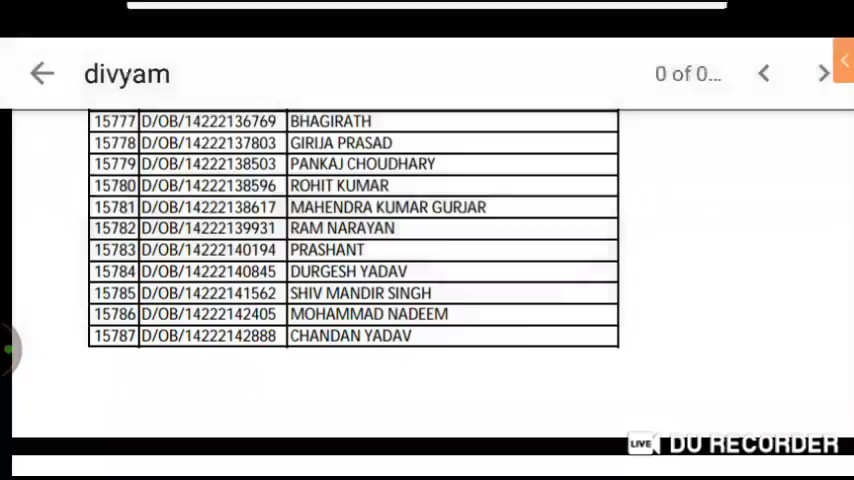 divyam 0 of 0...
15777 D/OB/14222136769 BHAGIRATH
15778 D/OB/14222137803 GIRIJA PRASAD
15779 D/OB/14222138503 PANKAJ CHOUDHARY
15780 D/OB/14222138596 ROHIT KUMAR
15781 D/OB/14222138617 MAHENDRA KUMAR GURJAR
15782 D/OB/14222139931 RAM NARAYAN
15783 D/OB/14222140194 PRASHANT
15784 D/OB/14222140845 DURGESH YADAV
15785 D/OB/14222141562 SHIV MANDIR SINGH
15786 D/OB/14222142405 MOHAMMAD NADEEM
15787 D/OB/14222142888 CHANDAN YADAV
LIVE DU RECORDER